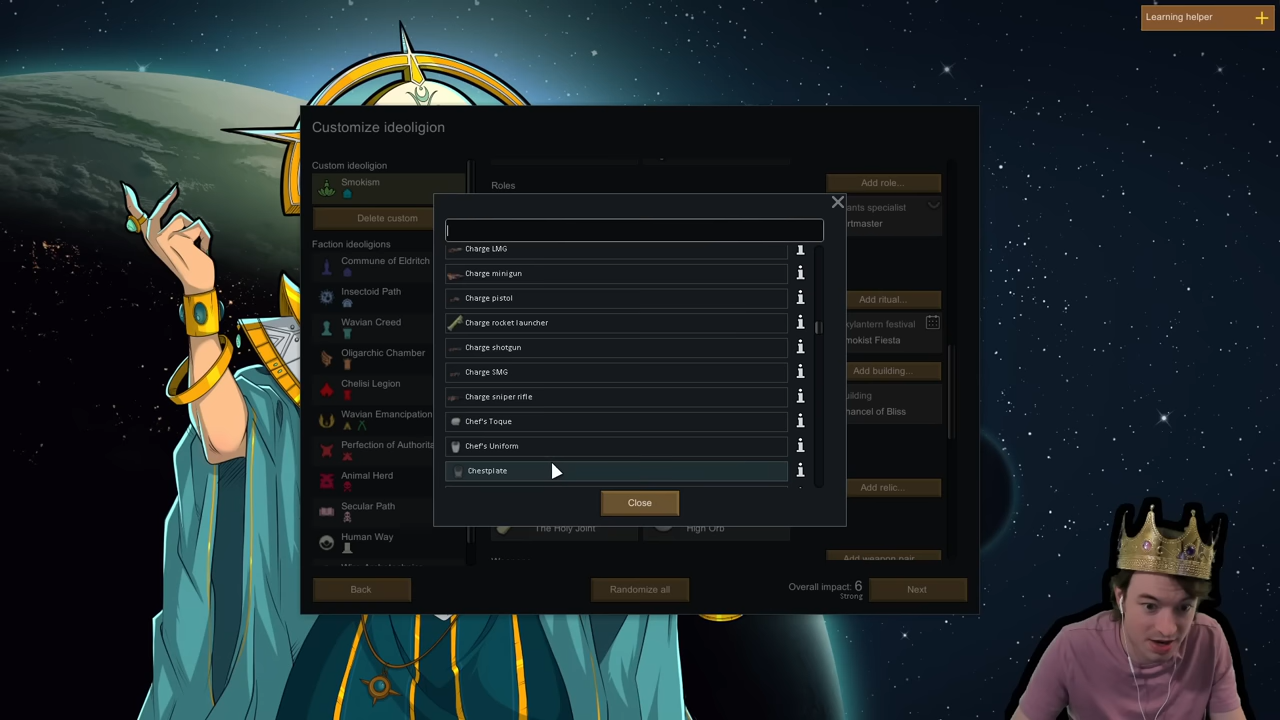 Learning helper
Customize ideoligion
Custom ideoligion
Smokism
Delete custom
Faction ideoligions
Commune of Eldritch
Insectoid Path
Wavian Creed
Oligarchic Chamber
Chelisi Legion
Wavian Emancipation
Perfection of Authorita
Animal Herd
Secular Path
Human Way
Roles
Add role...
ants specialist
rtmaster
Add ritual...
kylantern festival
mokist Fiesta
Add building...
uilding
hancel of Bliss
Add relic...
Charge LMG
Charge minigun
Charge pistol
Charge rocket launcher
Charge shotgun
Charge SMG
Charge sniper rifle
Chef's Toque
Chef's Uniform
Chestplate
Close
The Holy Joint
High Orb
Add weapon pair...
Back
Randomize all
Overall impact: 6
Strong
Next